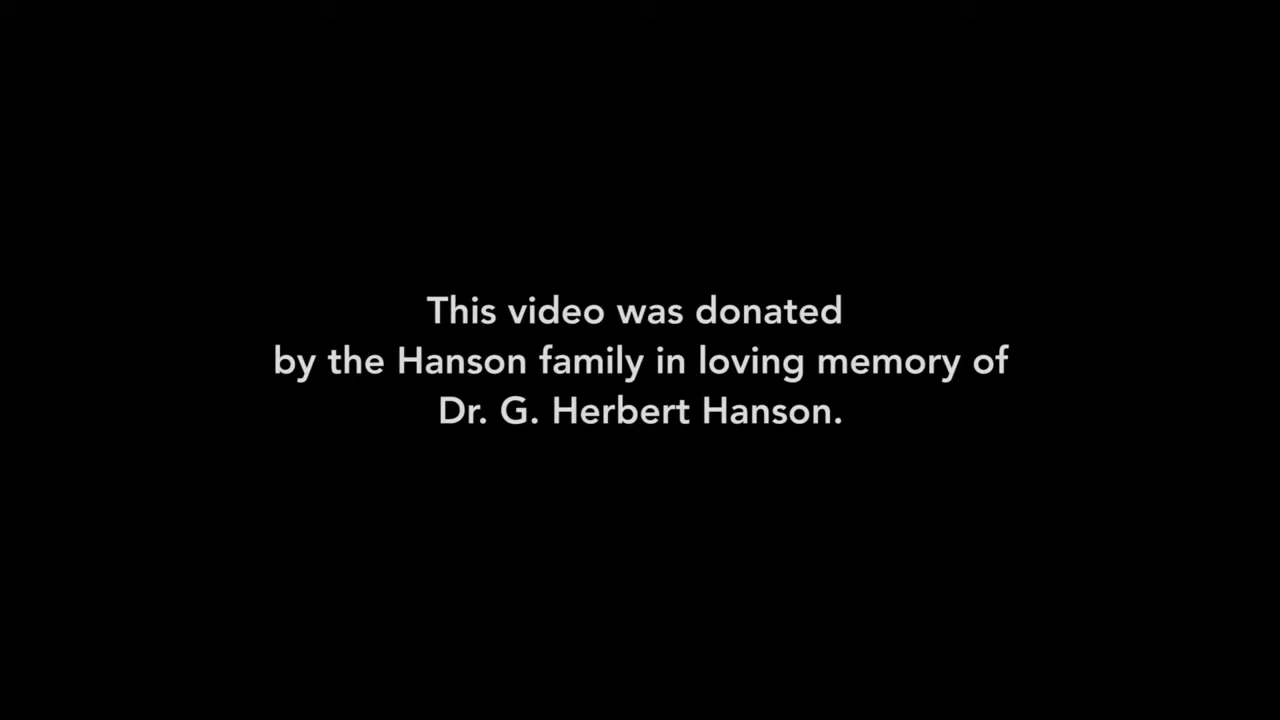 This video was donated
by the Hanson family in loving memory of
Dr. G. Herbert Hanson.